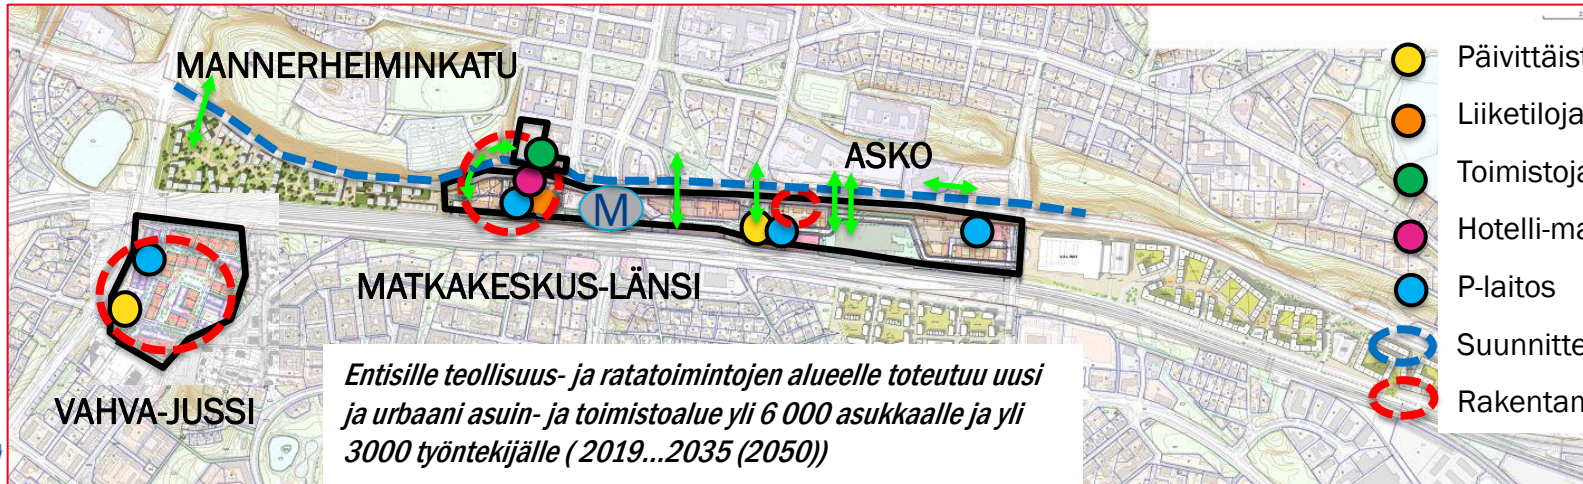 MANNERHEIMINKATU
Päivittäist
Liiketiloja
ASKO
Toimistoja
M
Hotelli-ma
MATKAKESKUS-LÄNSI
P-laitos
Suunnitte
VAHVA-JUSSI
Rakentam
Entisille teollisuus- ja ratatoimintojen alueelle toteutuu uusi
ja urbaani asuin- ja toimistoalue yli 6 000 asukkaalle ja yli
3000 työntekijälle ( 2019...2035 (2050))